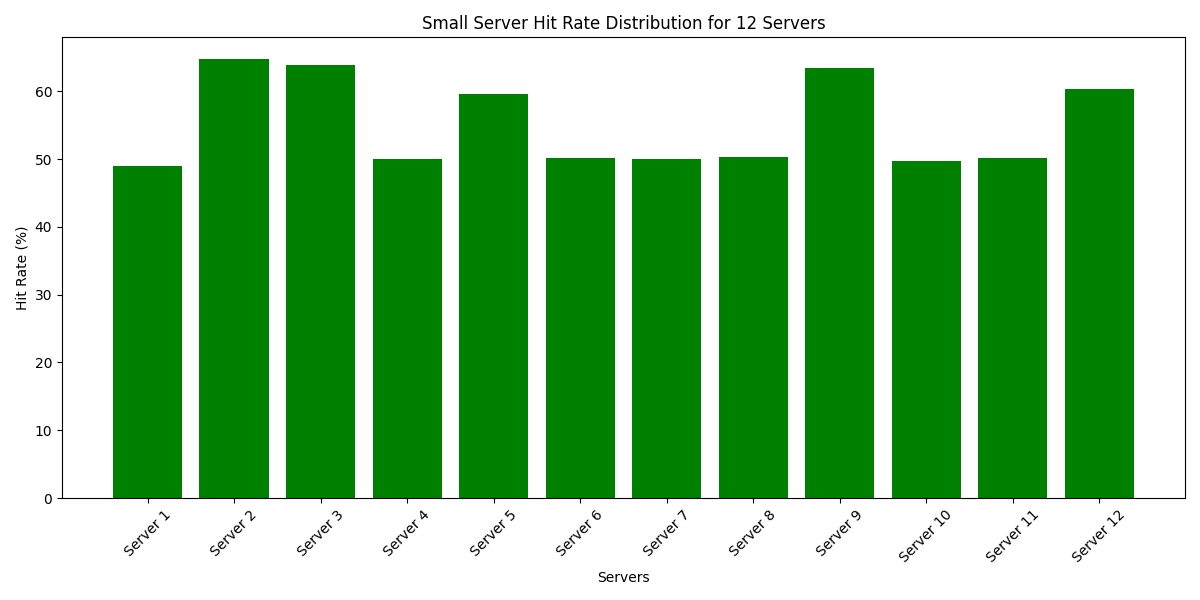 Small Server Hit Rate Distribution for 12 Servers
Hit Rate (%)
60
50
40
30
20
10
0
Server 1
Server 2
Server 3
Server 4
Server 5
Server 6
Server 7
Server 8
Server 9
Server 10
Server 11
Server 12
Servers